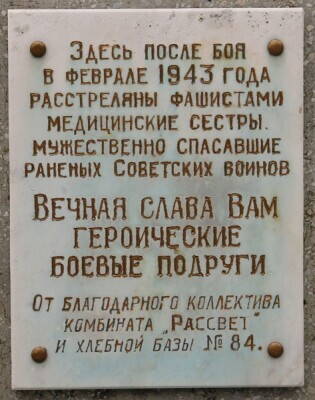 Здесь после боя
в феврале 1943 года
расстреляны фашистами
медицинские сестры.
мужественно спасавшие
раненых Советских воинов
Вечная слава Вам
героические
боевые подруги
От благодарного коллектива
комбината „Рассвет"
и хлебной базы № 84.